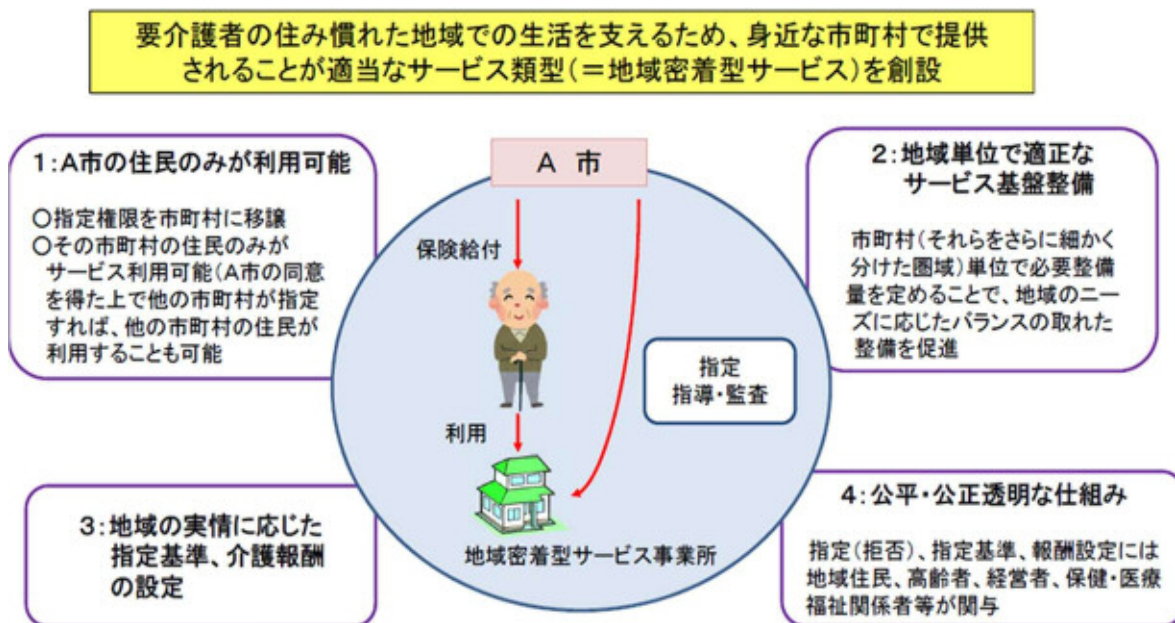 要介護者の住み慣れた地域での生活を支えるため、身近な市町村で提供
されることが適当なサービス類型(＝地域密着型サービス)を創設
1:A市の住民のみが利用可能
○指定権限を市町村に移譲
○その市町村の住民のみが
サービス利用可能(A市の同意
を得た上で他の市町村が指定
すれば、他の市町村の住民が
利用することも可能
A 市
保険給付
利用
指定
指導・監査
地域密着型サービス事業所
2:地域単位で適正な
サービス基盤整備
市町村(それらをさらに細かく
分けた圏域)単位で必要整備
量を定めることで、地域のニー
ズに応じたバランスの取れた
整備を促進
3:地域の実情に応じた
指定基準、介護報酬
の設定
4:公平・公正透明な仕組み
指定(拒否)、指定基準、報酬設定には
地域住民、高齢者、経営者、保健・医療
福祉関係者等が関与